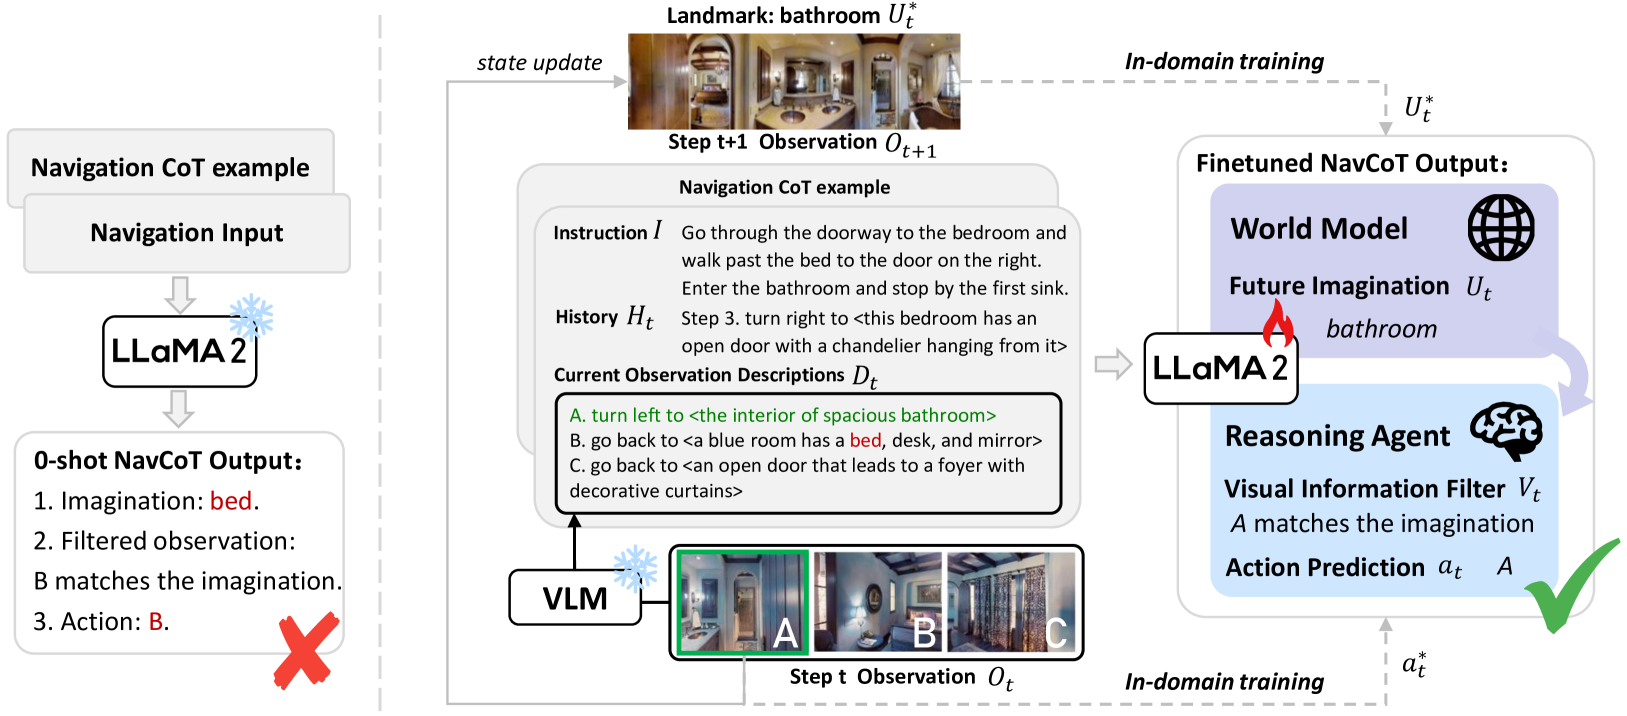 Navigation CoT example
Navigation Input
LLaMA 2
0-shot NavCoT Output:
1. Imagination: bed.
2. Filtered observation:
B matches the imagination.
3. Action: B.
Landmark: bathroom U_t^*
state update
Step t+1 Observation O_{t+1}
In-domain training
U_t^*
Navigation CoT example
Instruction I Go through the doorway to the bedroom and
walk past the bed to the door on the right.
Enter the bathroom and stop by the first sink.
History H_t Step 3. turn right to <this bedroom has an
open door with a chandelier hanging from it>
Current Observation Descriptions D_t
A. turn left to <the interior of spacious bathroom>
B. go back to <a blue room has a bed, desk, and mirror>
C. go back to <an open door that leads to a foyer with
decorative curtains>
VLM
A
B
C
Step t Observation O_t
In-domain training
a_t^*
Finetuned NavCoT Output:
World Model
Future Imagination U_t
bathroom
LLaMA 2
Reasoning Agent
Visual Information Filter V_t
A matches the imagination
Action Prediction a_t A